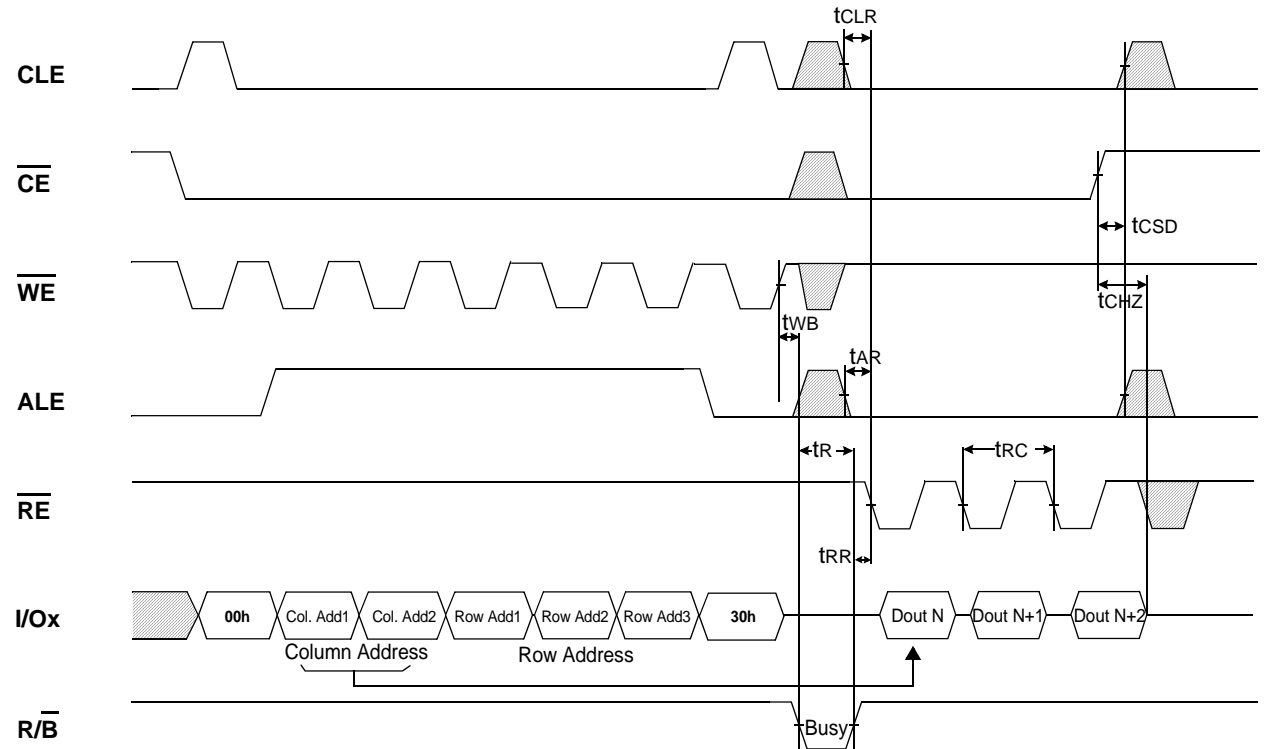 tCLR
CLE
CE
tCSD
WE
tCHZ
tWB
tAR
ALE
tR
tRC
RE
tRR
I/Ox
00h
Col. Add1
Col. Add2
Row Add1
Row Add2
Row Add3
30h
Dout N
Dout N+1
Dout N+2
Column Address
Row Address
R/B
Busy